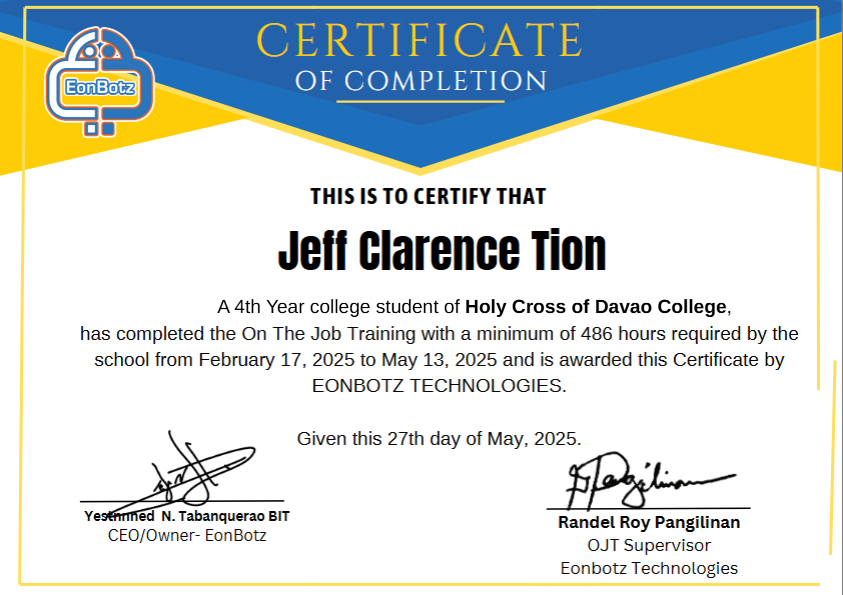 CERTIFICATE
OF COMPLETION
EonBotz
THIS IS TO CERTIFY THAT
Jeff Clarence Tion
A 4th Year college student of Holy Cross of Davao College,
has completed the On The Job Training with a minimum of 486 hours required by the
school from February 17, 2025 to May 13, 2025 and is awarded this Certificate by
EONBOTZ TECHNOLOGIES.
Given this 27th day of May, 2025.
N. Tabanquerao BIT
CEO/Owner- EonBotz
Randel Roy Pangilinan
OJT Supervisor
Eonbotz Technologies